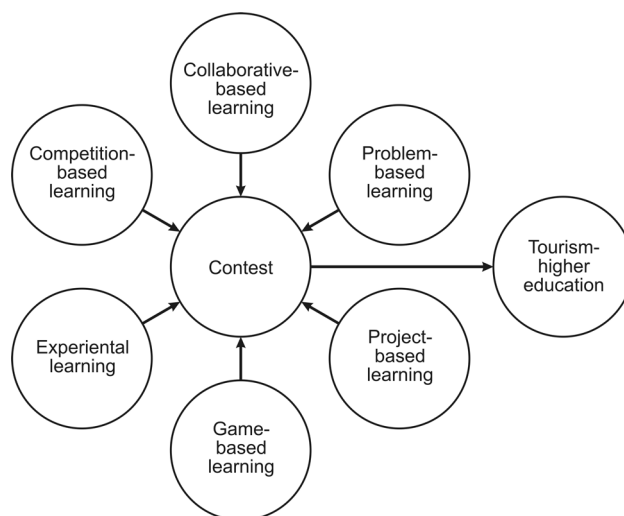 Collaborative-
based
learning
Competition-
based
learning
Problem-
based
learning
Contest
Tourism-
higher
education
Experiental
learning
Project-
based
learning
Game-
based
learning